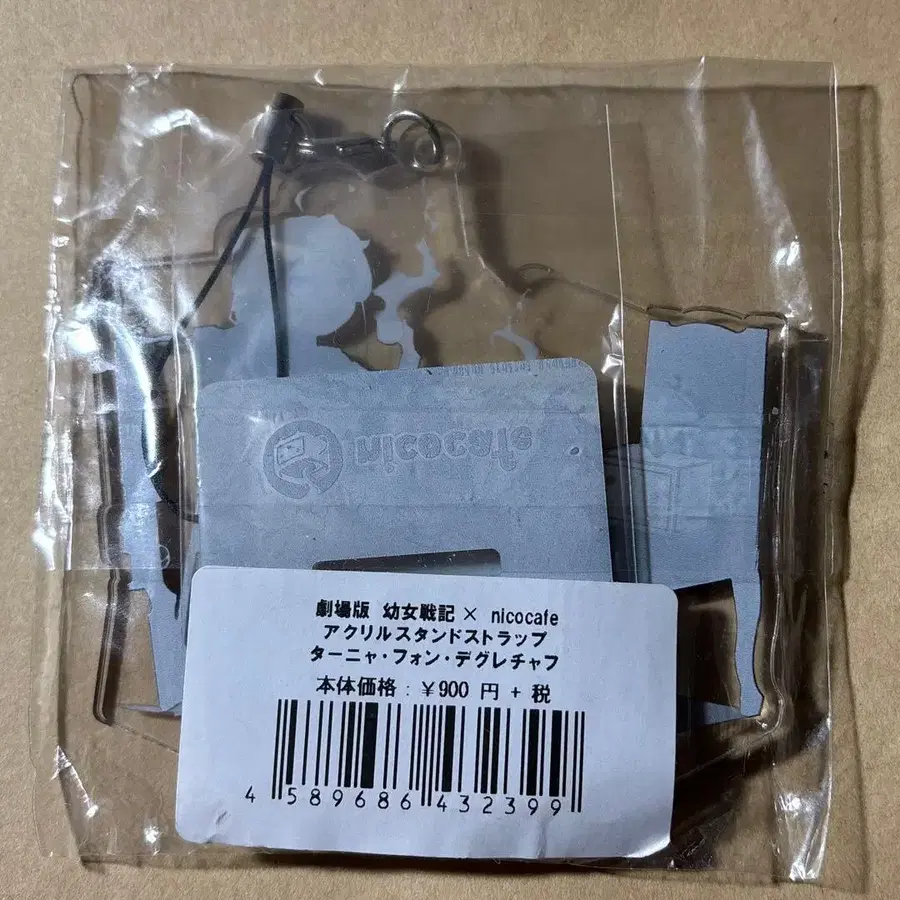 nicocafe
劇場版 幼女戦記 × nicocafe
アクリルスタンドストラップ
ターニャ・フォン・デグレチャフ
本体価格:￥900 円 + 税
4 589686 432399